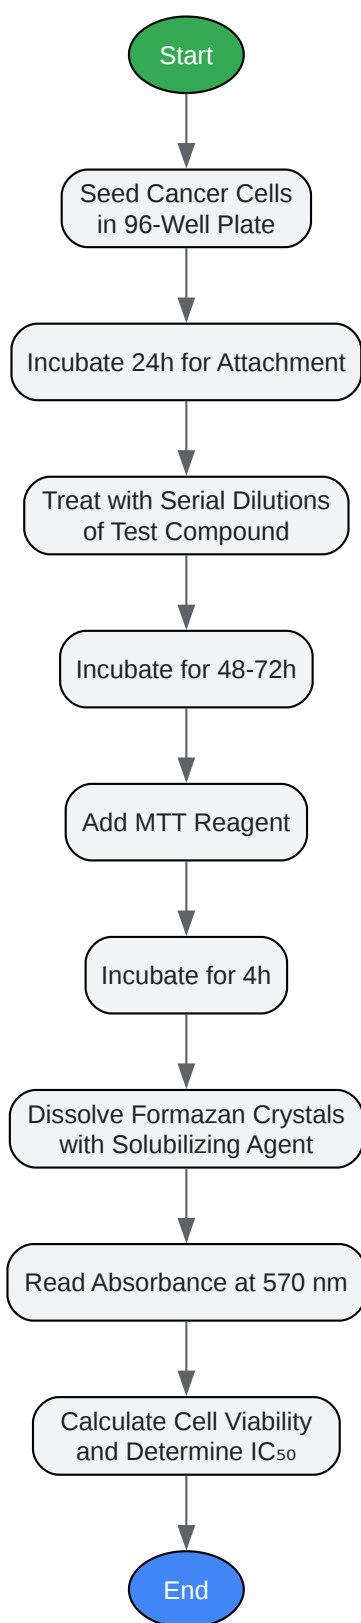 Start
Seed Cancer Cells
in 96-Well Plate
Incubate 24h for Attachment
Treat with Serial Dilutions
of Test Compound
Incubate for 48-72h
Add MTT Reagent
Incubate for 4h
Dissolve Formazan Crystals
with Solubilizing Agent
Read Absorbance at 570 nm
Calculate Cell Viability
and Determine IC₅₀
End